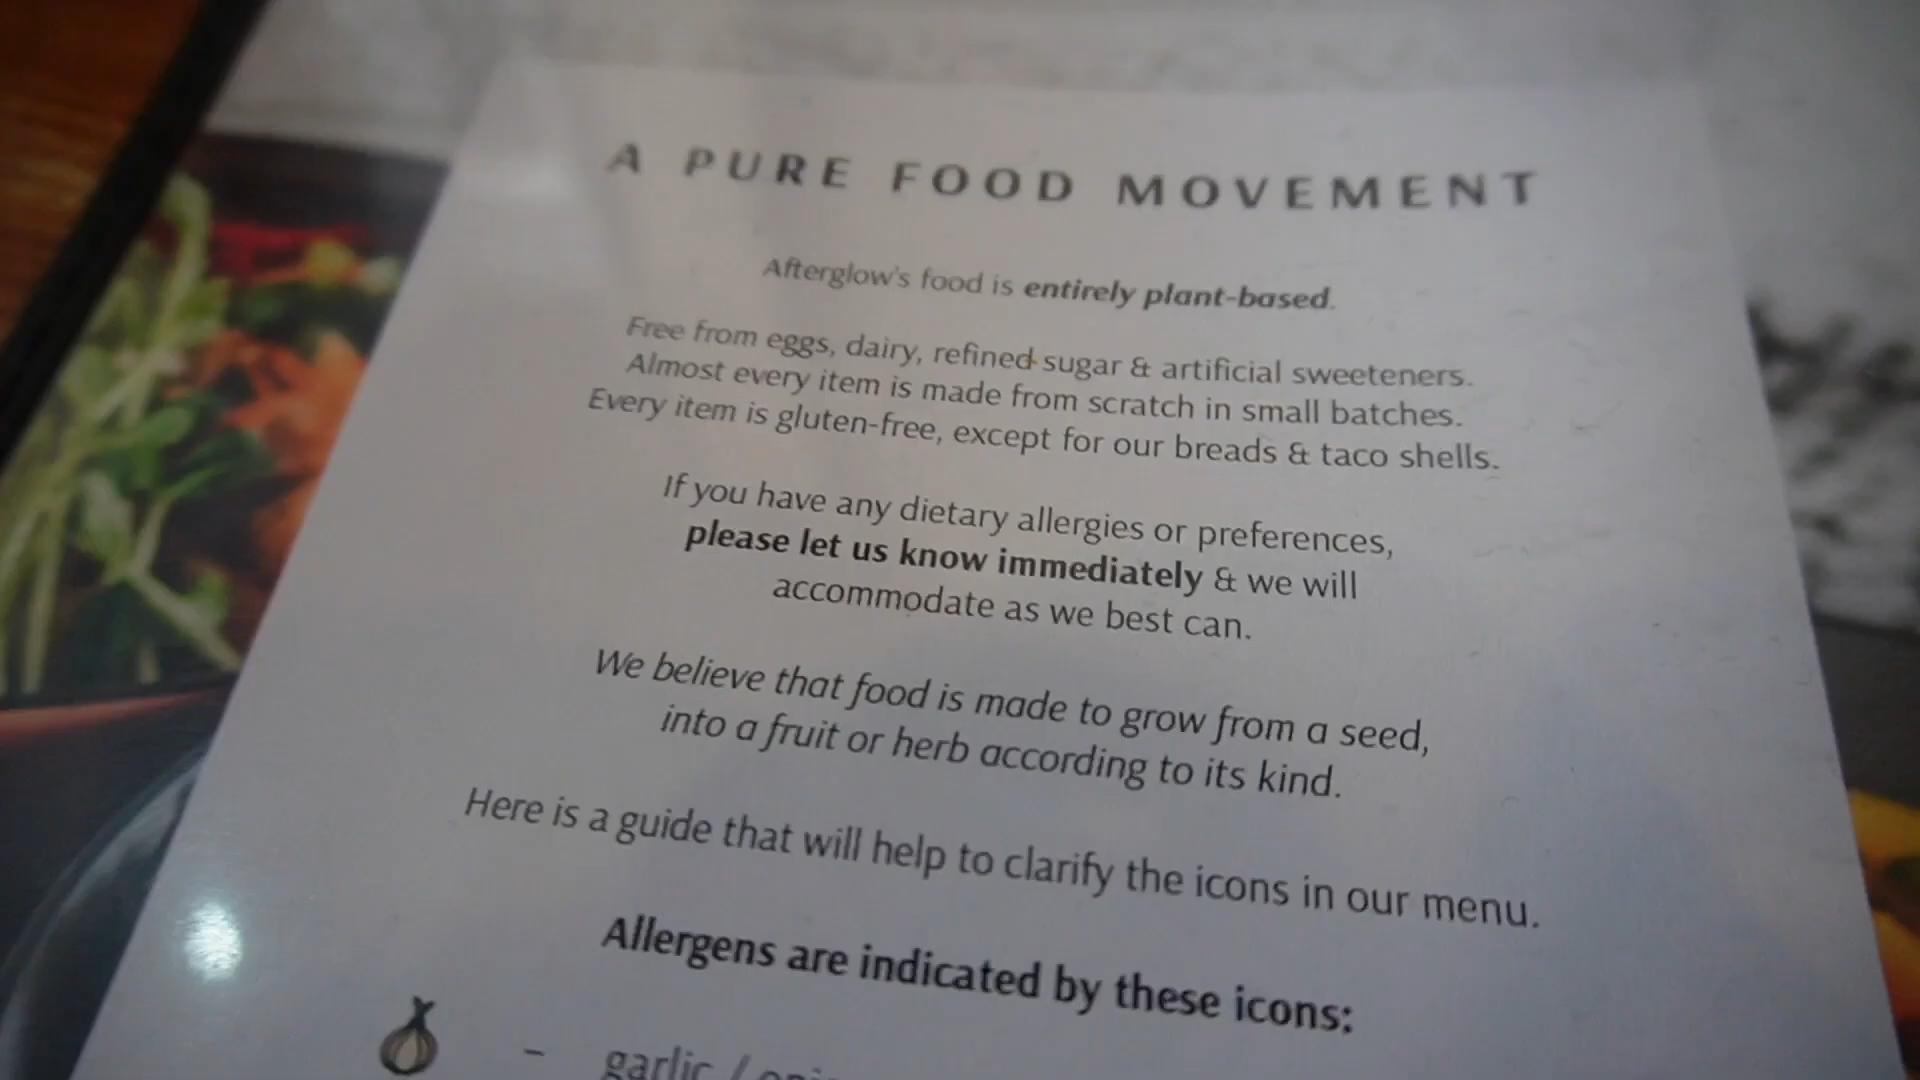 A PURE FOOD MOVEMENT
Afterglow's food is entirely plant-based.
Free from eggs, dairy, refined sugar & artificial sweeteners.
Almost every item is made from scratch in small batches.
Every item is gluten-free, except for our breads & taco shells.
If you have any dietary allergies or preferences,
please let us know immediately & we will
accommodate as we best can.
We believe that food is made to grow from a seed,
into a fruit or herb according to its kind.
Here is a guide that will help to clarify the icons in our menu.
Allergens are indicated by these icons:
- garlic /